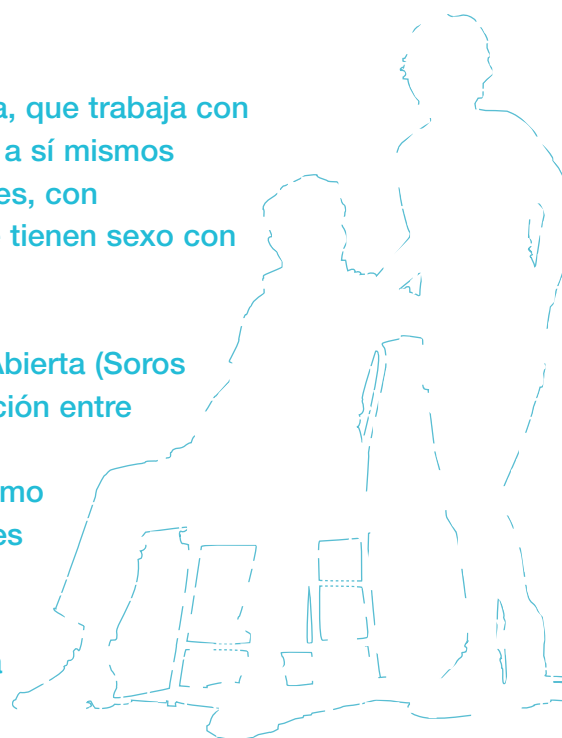 , que trabaja con
a sí mismos
es, con
tienen sexo con
Abierta (Soros
ción entre
mo
es
a